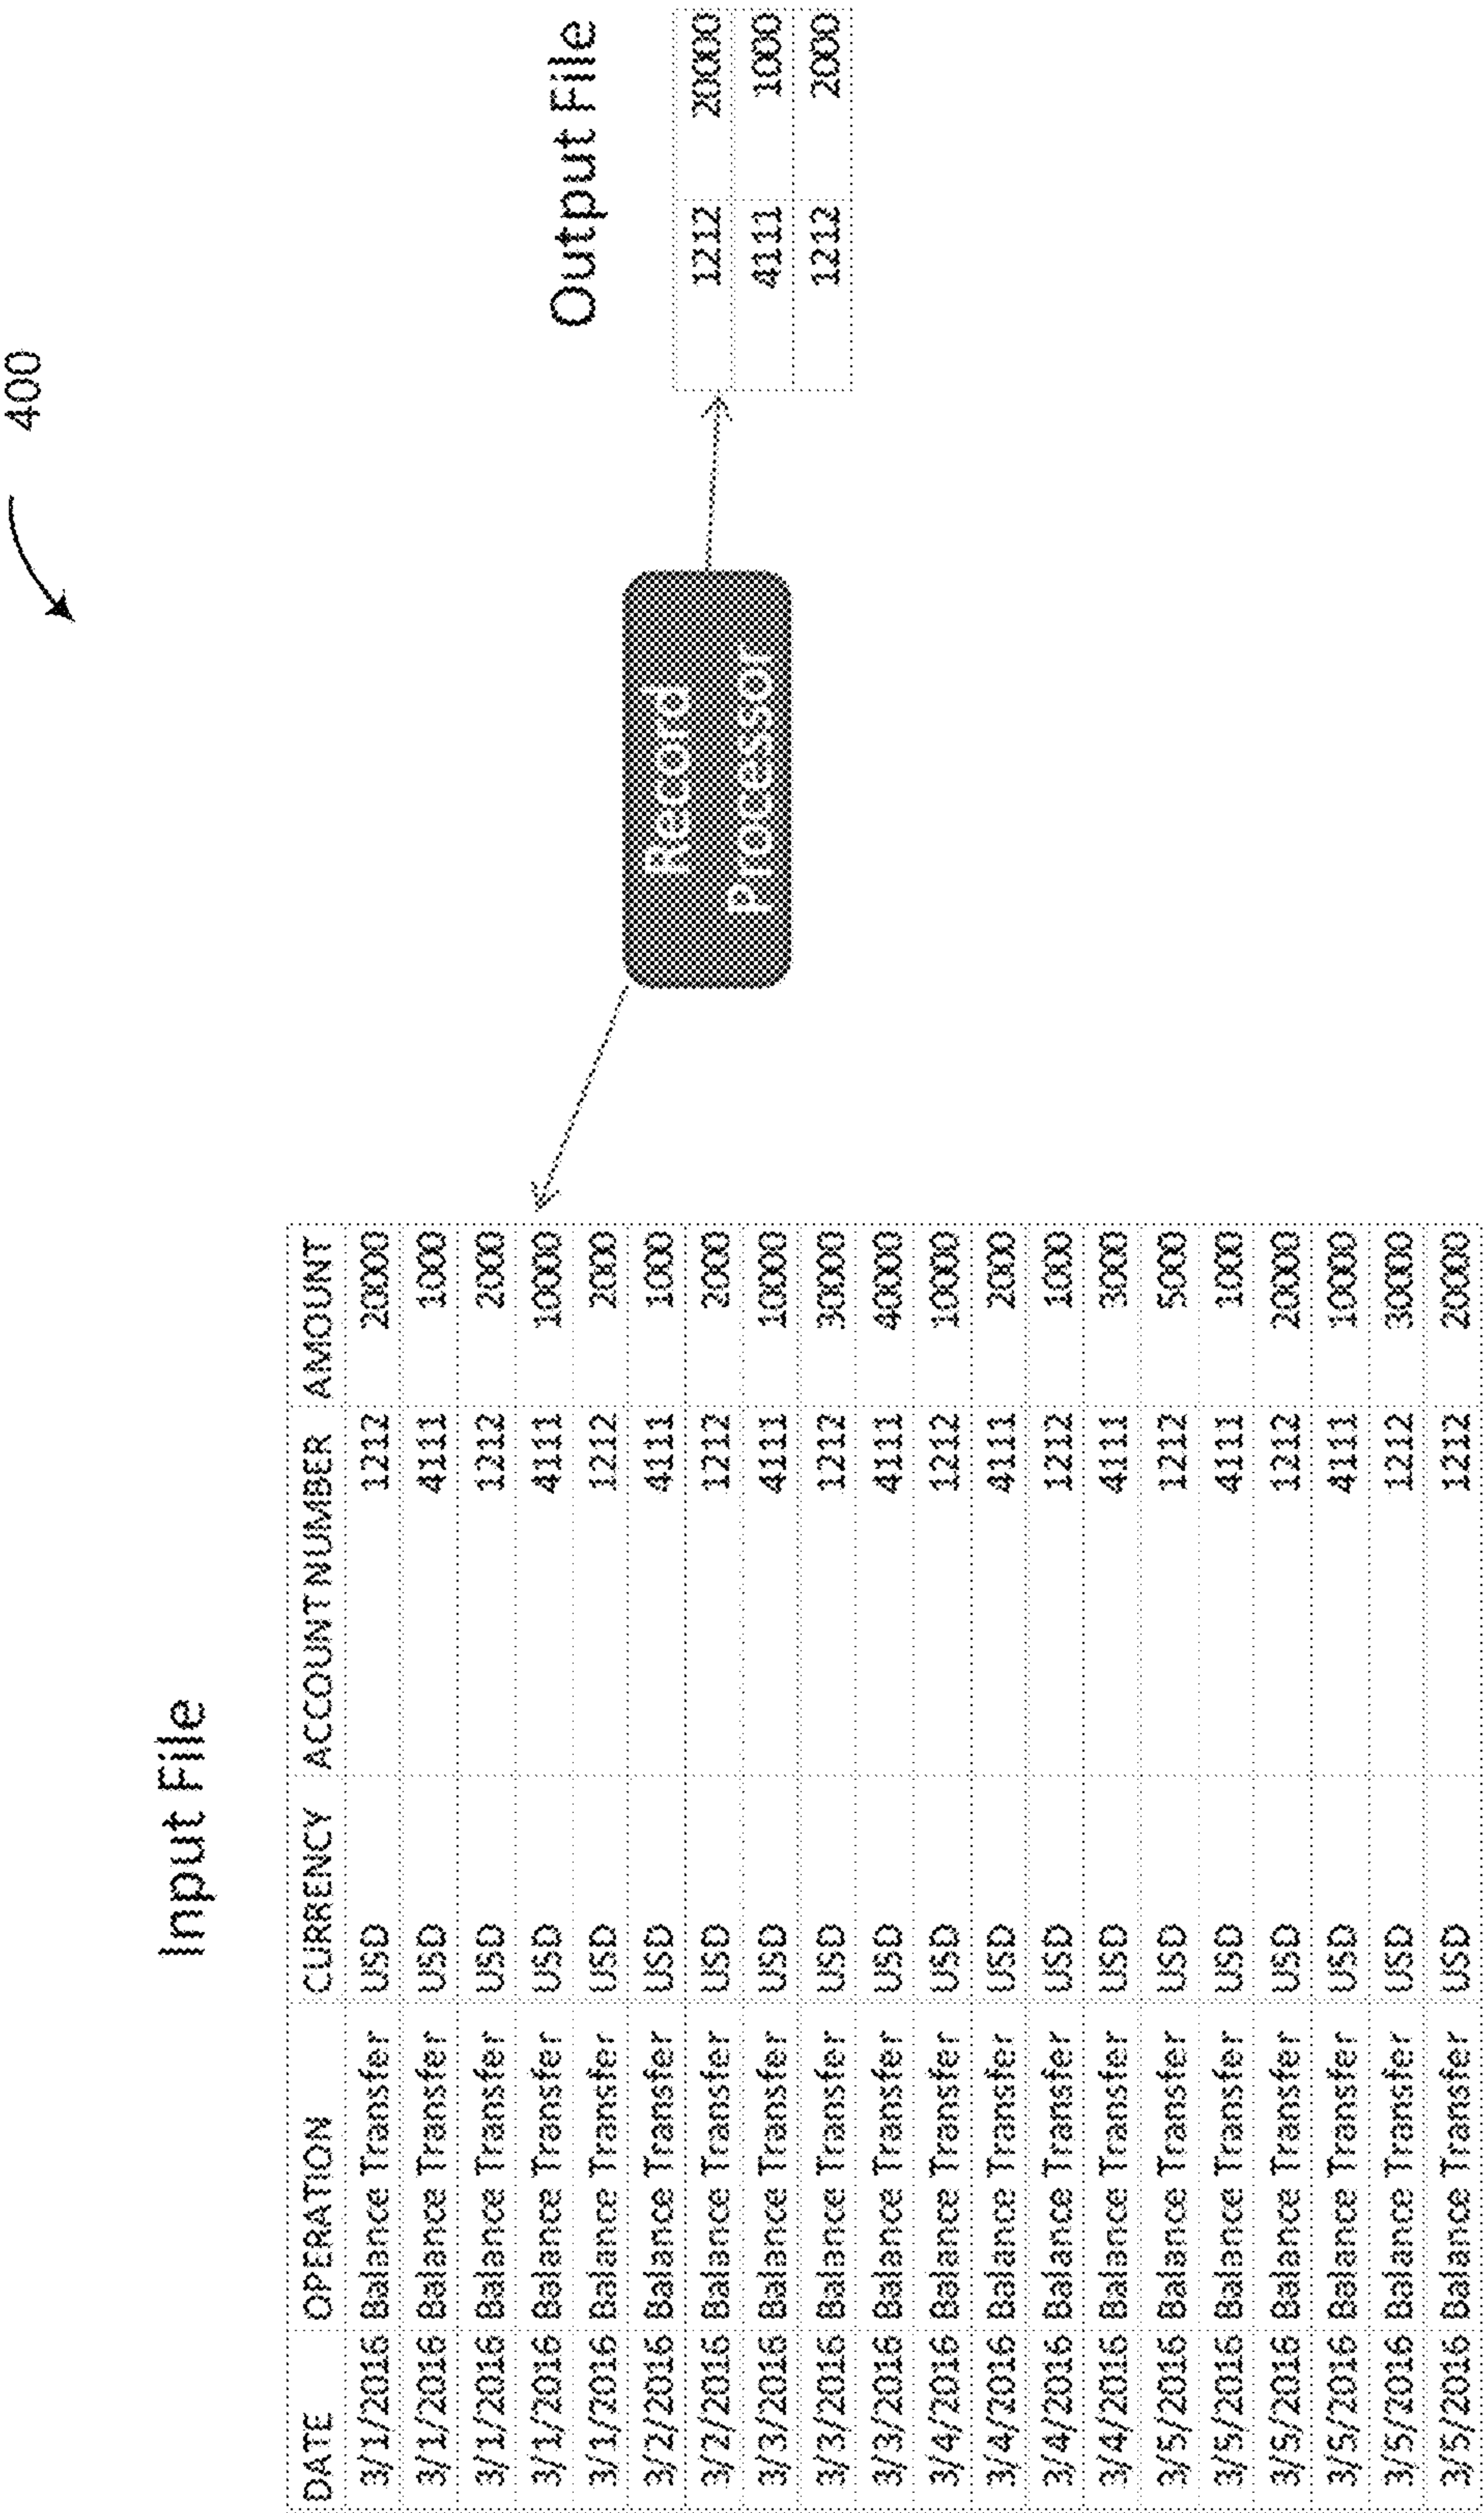 400
Input File
DATE OPERATION CURRENCY ACCOUNT NUMBER AMOUNT
3/1/2016 Balance Transfer USD 1212 20000
3/1/2016 Balance Transfer USD 4111 1000
3/1/2016 Balance Transfer USD 1212 2000
3/1/2016 Balance Transfer USD 4111 10000
3/1/2016 Balance Transfer USD 1212 2000
3/2/2016 Balance Transfer USD 4111 1000
3/2/2016 Balance Transfer USD 1212 2000
3/3/2016 Balance Transfer USD 4111 10000
3/3/2016 Balance Transfer USD 1212 30000
3/3/2016 Balance Transfer USD 4111 40000
3/4/2016 Balance Transfer USD 1212 10000
3/4/2016 Balance Transfer USD 4111 2000
3/4/2016 Balance Transfer USD 1212 1000
3/4/2016 Balance Transfer USD 4111 3000
3/5/2016 Balance Transfer USD 1212 5000
3/5/2016 Balance Transfer USD 4111 1000
3/5/2016 Balance Transfer USD 1212 20000
3/5/2016 Balance Transfer USD 4111 10000
3/5/2016 Balance Transfer USD 1212 30000
3/5/2016 Balance Transfer USD 1212 20000
Record
Processor
Output File
1212 20000
4111 1000
1212 2000